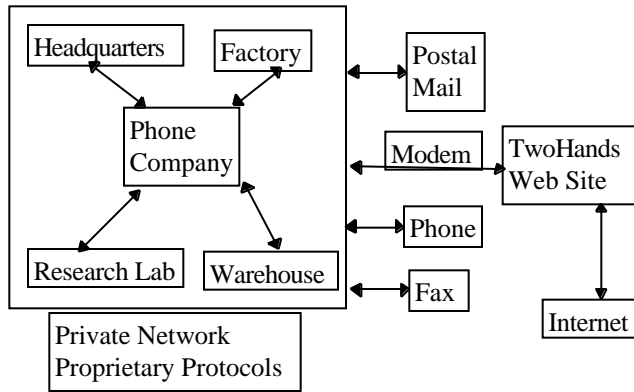 Headquarters
Factory
Postal
Mail
Phone
Company
Modem
TwoHands
Web Site
Phone
Research Lab
Warehouse
Fax
Internet
Private Network
Proprietary Protocols